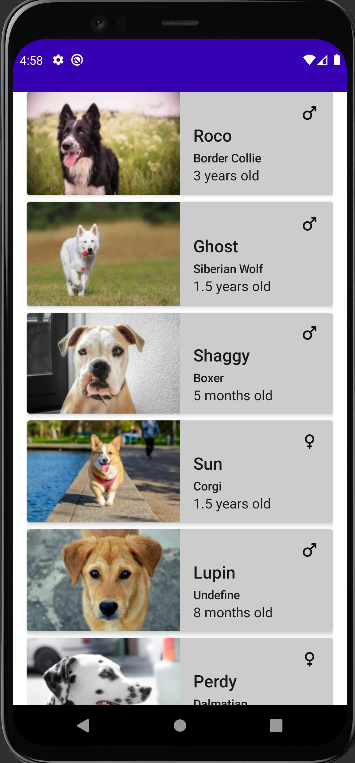 4:58
Roco
Border Collie
3 years old
Ghost
Siberian Wolf
1.5 years old
Shaggy
Boxer
5 months old
Sun
Corgi
1.5 years old
Lupin
Undefine
8 months old
Perdy
Dalmatian